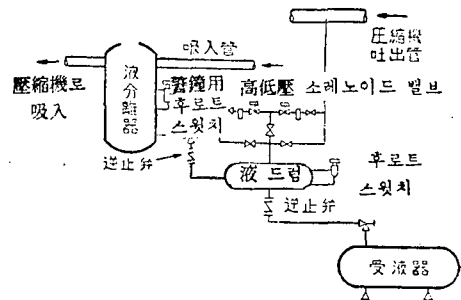 吸入管
圧縮機
吐出管
壓縮機로
吸入
液分離器
警鐘用
후로트
스윗치
高低壓 소레노이드 밸브
逆止弁
液 드럼
후로트
스윗치
逆止弁
受液器